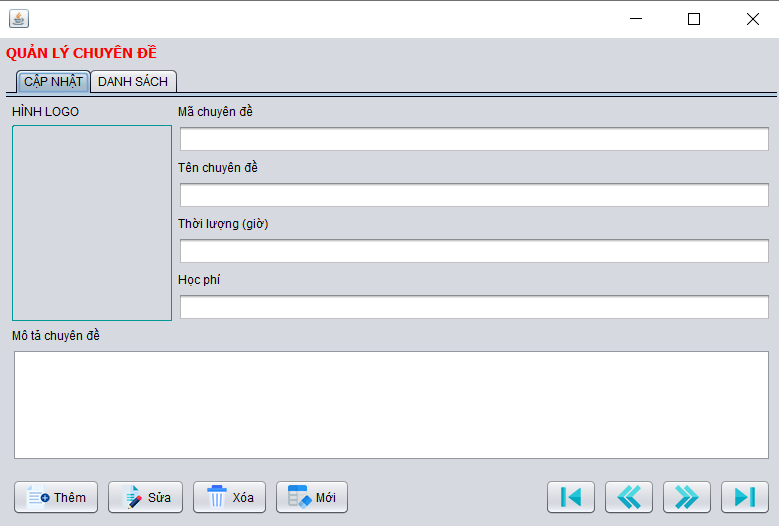 QUẢN LÝ CHUYÊN ĐỀ
CẬP NHẬT DANH SÁCH
HÌNH LOGO
Mã chuyên đề
Tên chuyên đề
Thời lượng (giờ)
Học phí
Mô tả chuyên đề
Thêm Sửa Xóa Mới